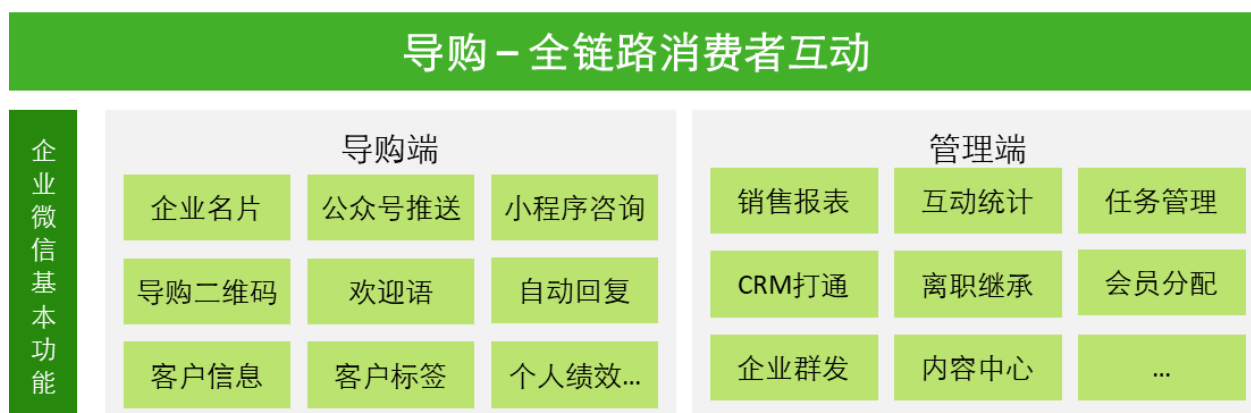 导购 – 全链路消费者互动
企业微信基本功能
导购端
企业名片
公众号推送
小程序咨询
导购二维码
欢迎语
自动回复
客户信息
客户标签
个人绩效...
管理端
销售报表
互动统计
任务管理
CRM打通
离职继承
会员分配
企业群发
内容中心
...